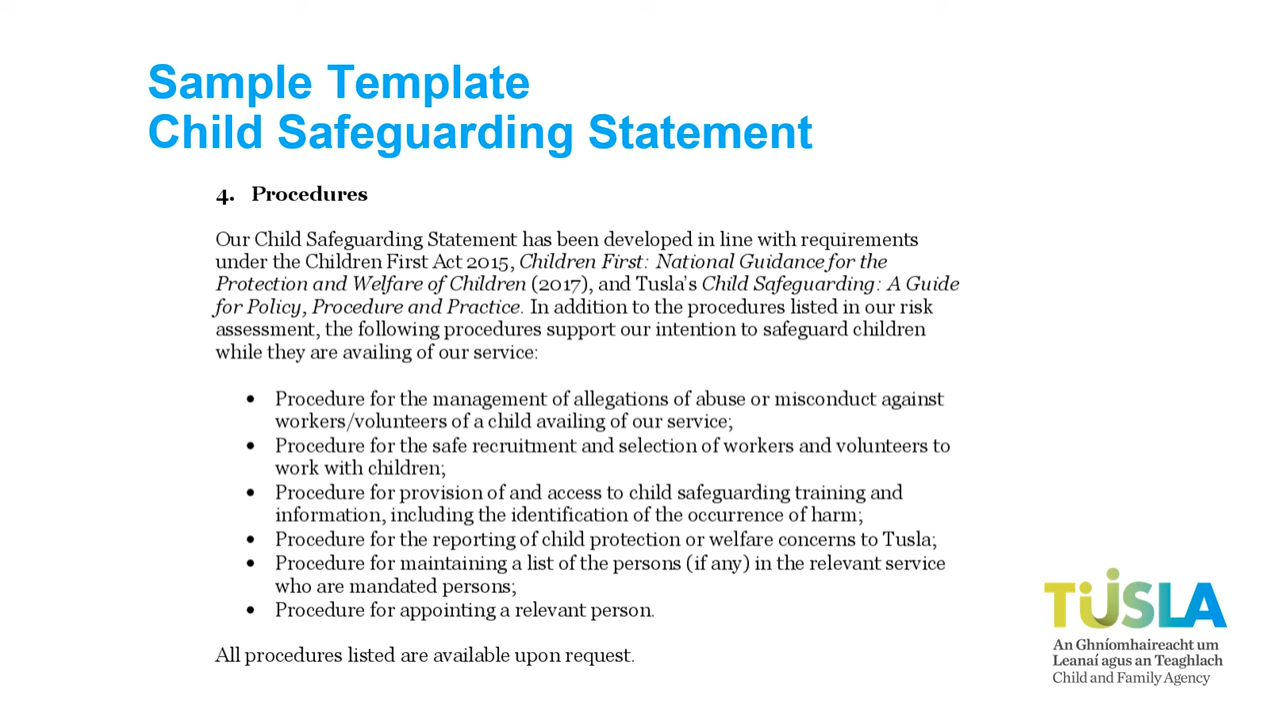 Sample Template
Child Safeguarding Statement
4. Procedures
Our Child Safeguarding Statement has been developed in line with requirements
under the Children First Act 2015, Children First: National Guidance for the
Protection and Welfare of Children (2017), and Tusla's Child Safeguarding: A Guide
for Policy, Procedure and Practice. In addition to the procedures listed in our risk
assessment, the following procedures support our intention to safeguard children
while they are availing of our service:
• Procedure for the management of allegations of abuse or misconduct against
workers/volunteers of a child availing of our service;
• Procedure for the safe recruitment and selection of workers and volunteers to
work with children;
• Procedure for provision of and access to child safeguarding training and
information, including the identification of the occurrence of harm;
• Procedure for the reporting of child protection or welfare concerns to Tusla;
• Procedure for maintaining a list of the persons (if any) in the relevant service
who are mandated persons;
• Procedure for appointing a relevant person.
All procedures listed are available upon request.
TUSLA
An Ghníomhaireacht um
Leanaí agus an Teaghlach
Child and Family Agency